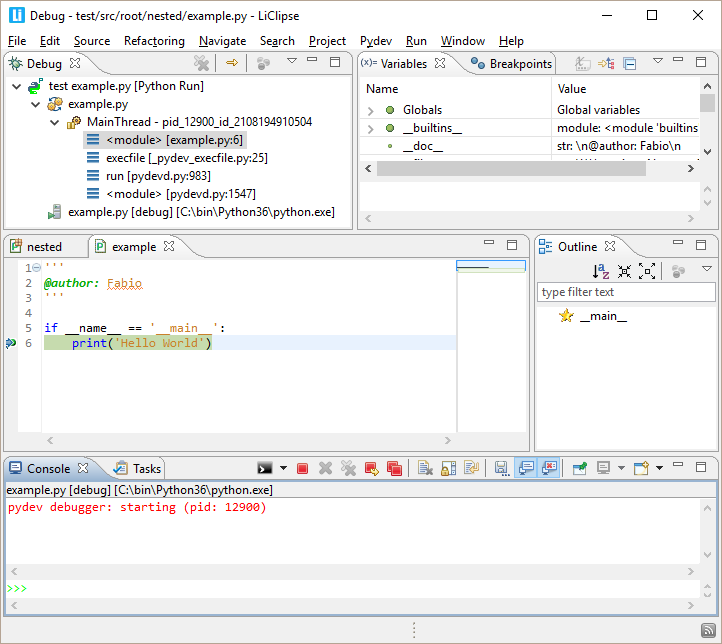 Debug - test/src/root/nested/example.py - LiClipse
File Edit Source Refactoring Navigate Search Project Pydev Run Window Help
Debug
test example.py [Python Run]
example.py
MainThread - pid_12900_id_2108194910504
<module> [example.py:6]
execfile [_pydev_execfile.py:25]
run [pydevd.py:983]
<module> [pydevd.py:1547]
example.py [debug] [C:\bin\Python36\python.exe]
(x)= Variables Breakpoints
Name Value
Globals Global variables
__builtins__ module: <module 'builtins
__doc__ str: \n@author: Fabio\n
nested example
1 '''
2 @author: Fabio
3 '''
4
5 if __name__ == '__main__':
6 print('Hello World')
Outline
type filter text
__main__
Console Tasks
example.py [debug] [C:\bin\Python36\python.exe]
pydev debugger: starting (pid: 12900)
>>>